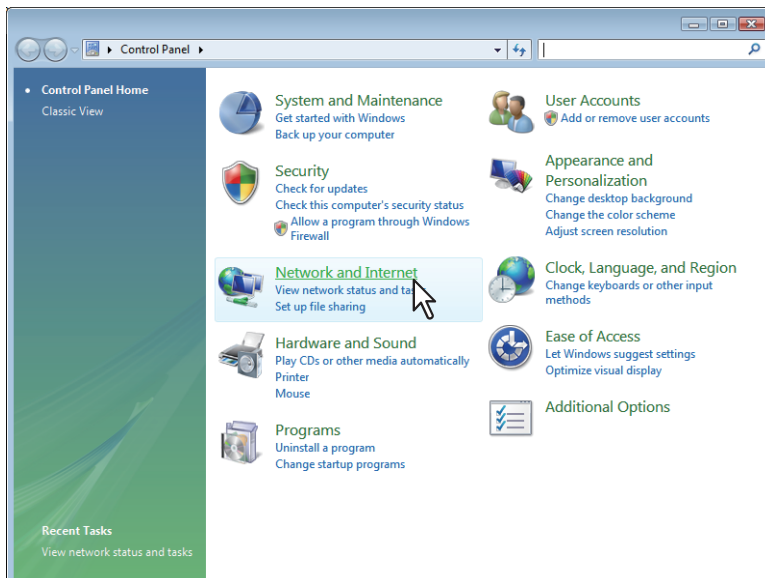 Control Panel
Control Panel Home
Classic View
System and Maintenance
Get started with Windows
Back up your computer
Security
Check for updates
Check this computer's security status
Allow a program through Windows
Firewall
Network and Internet
View network status and
Set up file sharing
Hardware and Sound
Play CDs or other media automatically
Printer
Mouse
Programs
Uninstall a program
Change startup programs
User Accounts
Add or remove user accounts
Appearance and
Personalization
Change desktop background
Change the color scheme
Adjust screen resolution
Clock, Language, and Region
Change keyboards or other input
methods
Ease of Access
Let Windows suggest settings
Optimize visual display
Additional Options
Recent Tasks
View network status and tasks